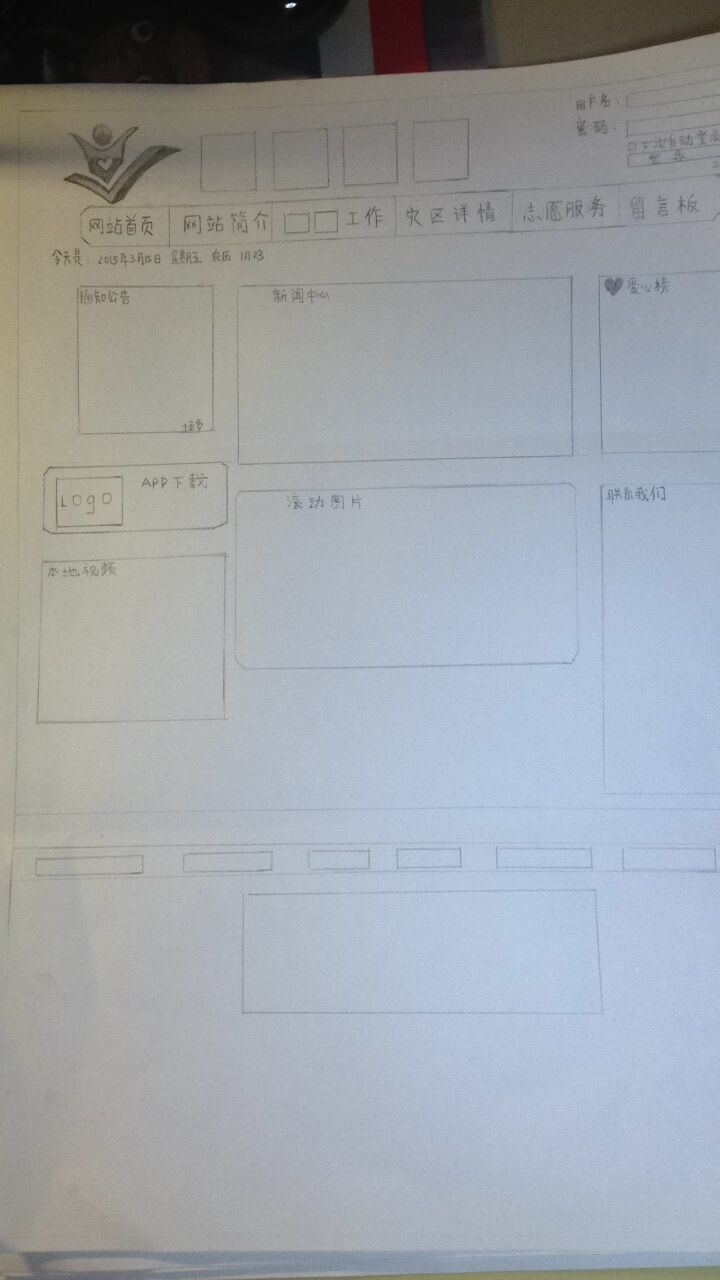 用户名：
密码：
下次自动登录
登录
网站首页 网站简介 工作 灾区详情 志愿服务 留言板
今天是：2015年3月13日 星期五 农历 1月23
通知公告
新闻中心
爱心榜
更多
APP下载
LOGO
滚动图片
联系我们
本地视频